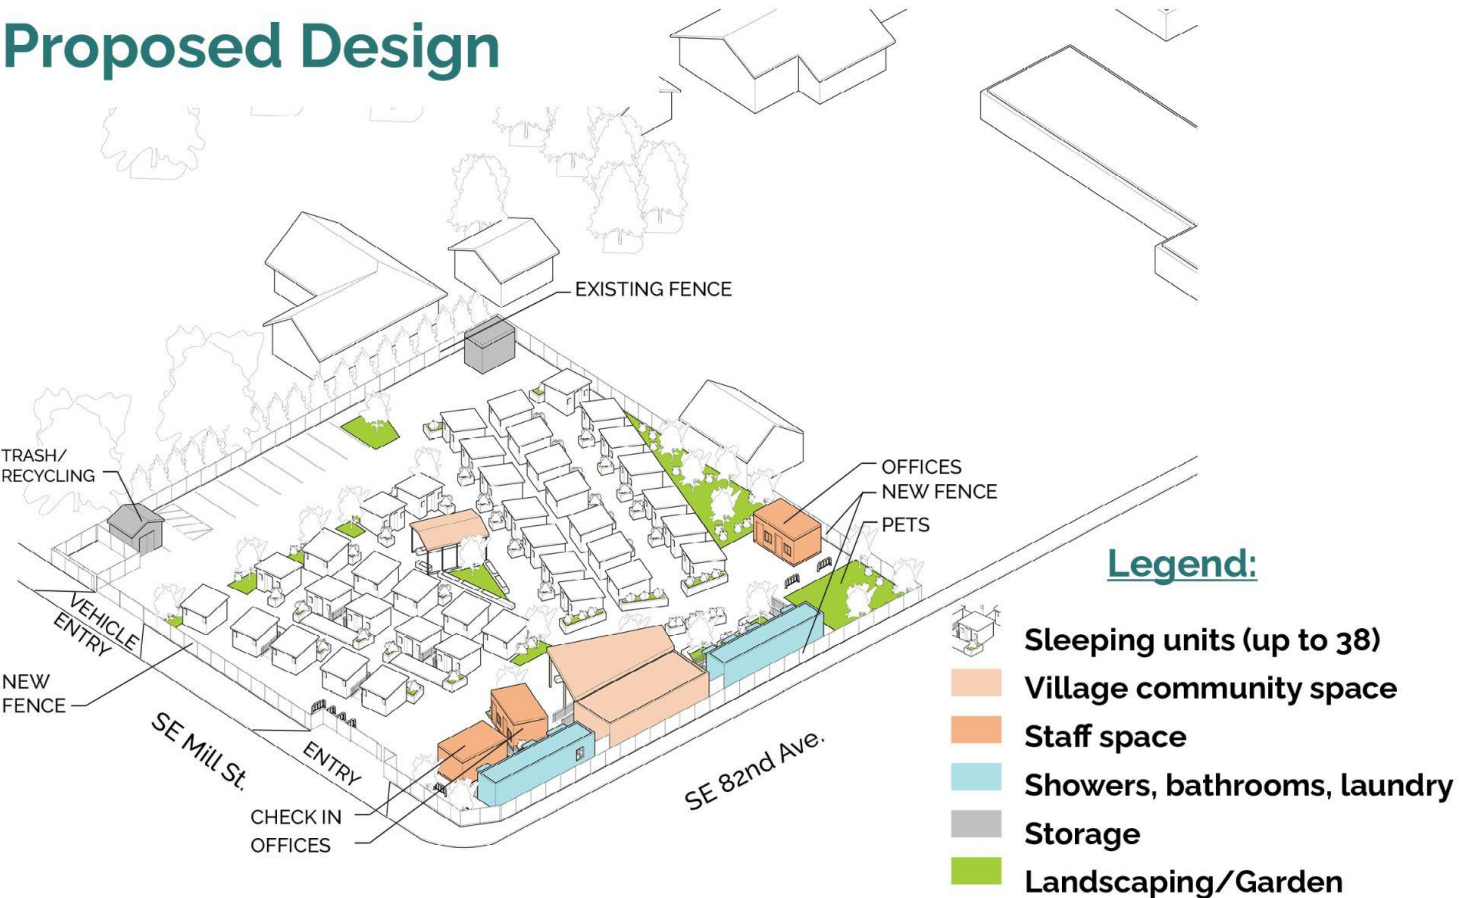 Proposed Design
EXISTING FENCE
TRASH/
RECYCLING
OFFICES
NEW FENCE
PETS
VEHICLE
ENTRY
NEW
FENCE
SE Mill St.
ENTRY
SE 82nd Ave.
CHECK IN
OFFICES
Legend:
Sleeping units (up to 38)
Village community space
Staff space
Showers, bathrooms, laundry
Storage
Landscaping/Garden